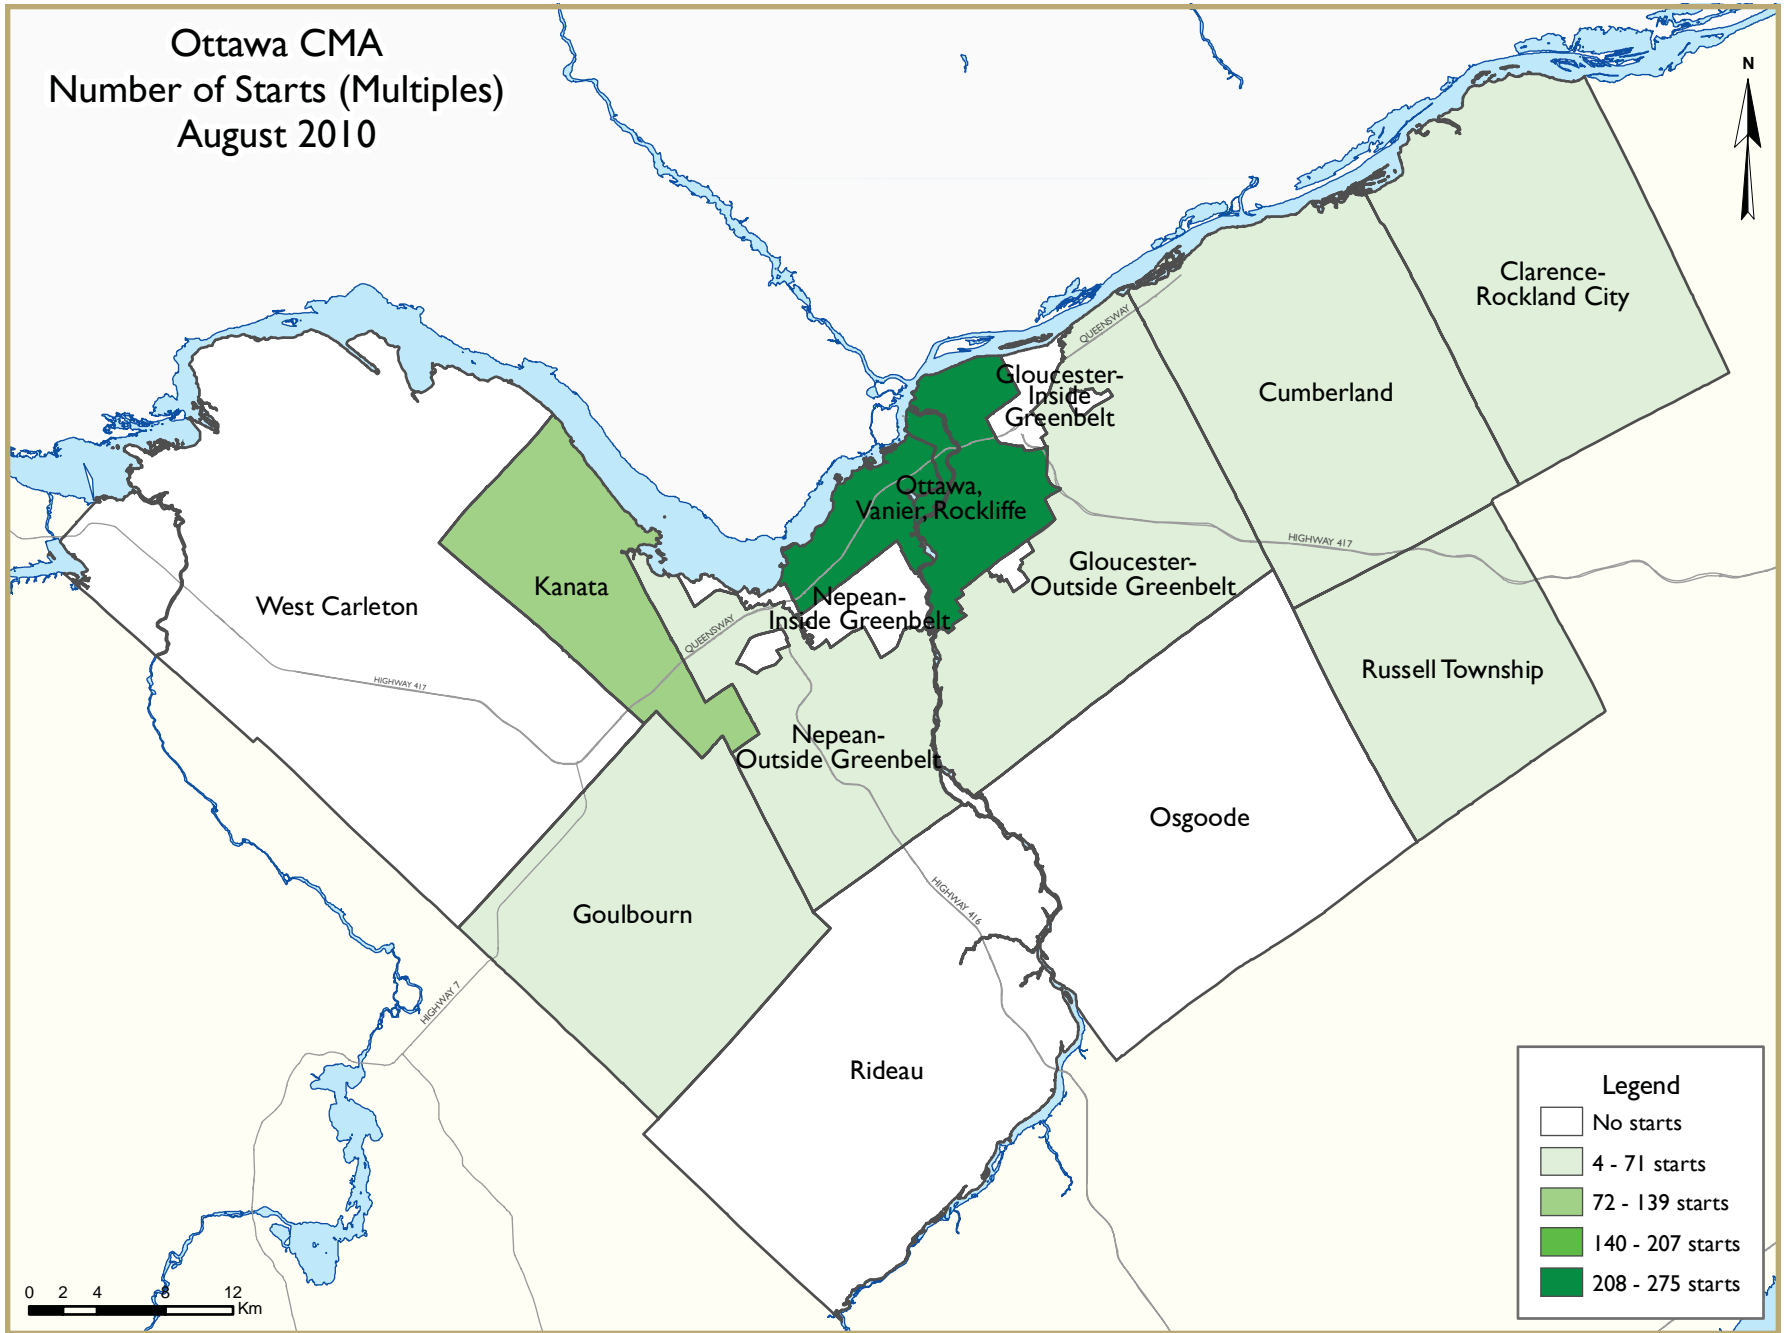 Ottawa CMA
Number of Starts (Multiples)
August 2010
N
Clarence-
Rockland City
QUEENSWAY
Gloucester-
Inside
Greenbelt
Cumberland
Ottawa,
Vanier, Rockliffe
HIGHWAY 417
Gloucester-
Outside Greenbelt
Kanata
West Carleton
Nepean-
Inside Greenbelt
QUEENSWAY
Russell Township
HIGHWAY 417
Nepean-
Outside Greenbelt
Osgoode
Goulbourn
HIGHWAY 416
HIGHWAY 7
Rideau
Legend
No starts
4 - 71 starts
72 - 139 starts
140 - 207 starts
208 - 275 starts
0 2 4 8 12
Km